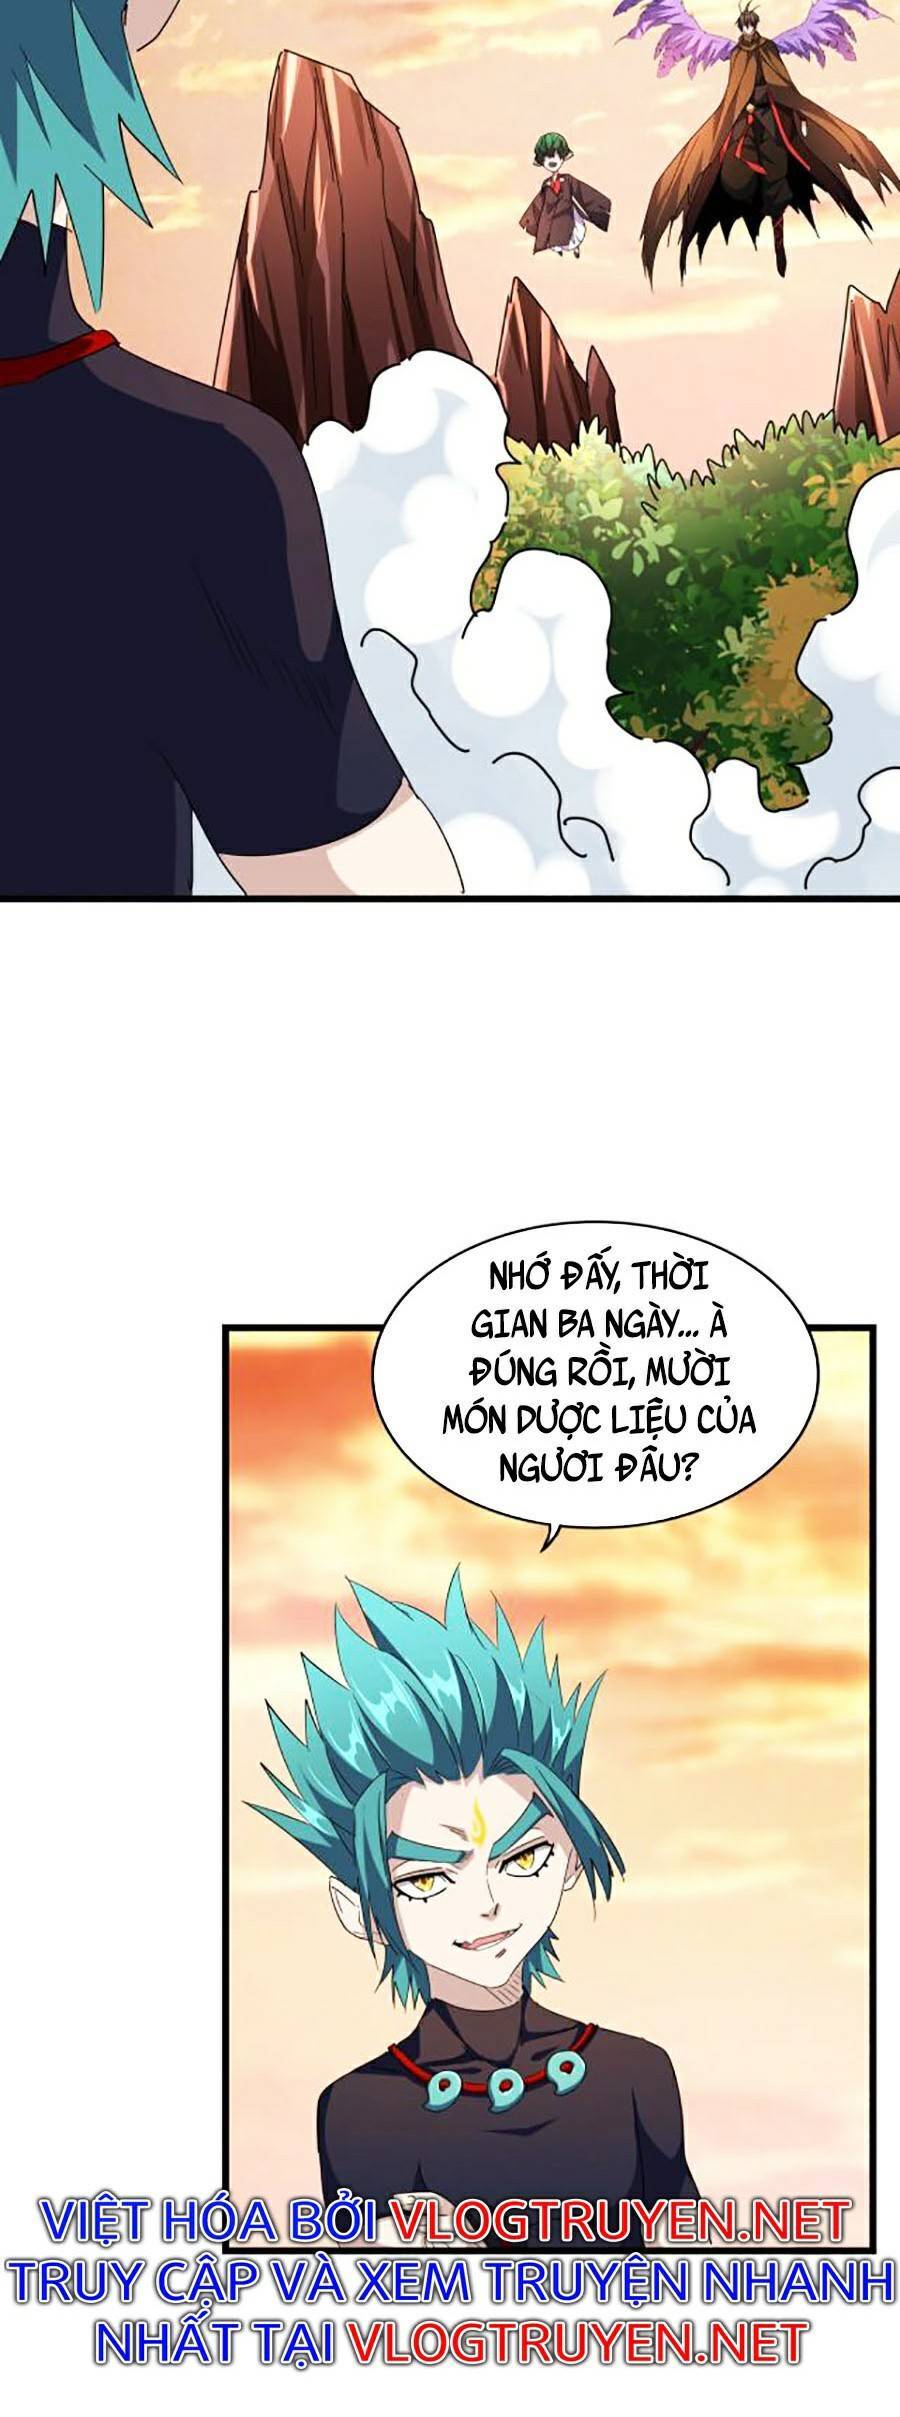 NHỚ ĐẤY, THỜI
GIAN BA NGÀY... À
ĐÚNG RỒI, MƯỜI
MÓN DƯỢC LIỆU CỦA
NGƯƠI ĐÂU?
VIỆT HÓA BỞI VLOGTRUYEN.NET
TRUY CẬP VÀ XEM TRUYỆN NHANH
NHẤT TẠI VLOGTRUYEN.NET